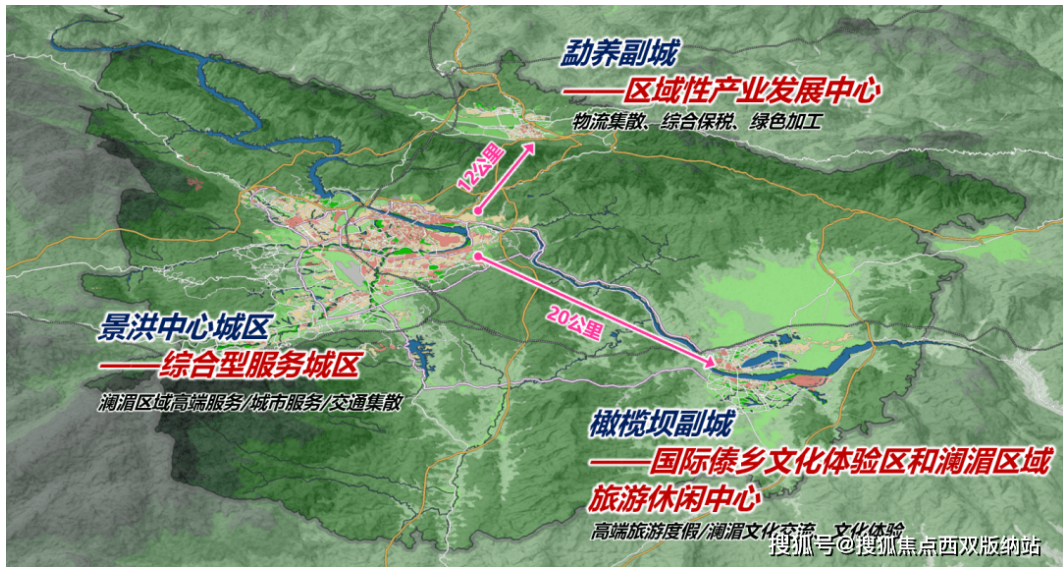 勐养副城
——区域性产业发展中心
物流集散、综合保税、绿色加工
12公里
20公里
景洪中心城区
——综合型服务城区
澜湄区域高端服务/城市服务/交通集散
橄榄坝副城
——国际傣乡文化体验区和澜湄区域
旅游休闲中心
高端旅游度假/澜湄文化交流、文化体验
搜狐号@搜狐焦点西双版纳站